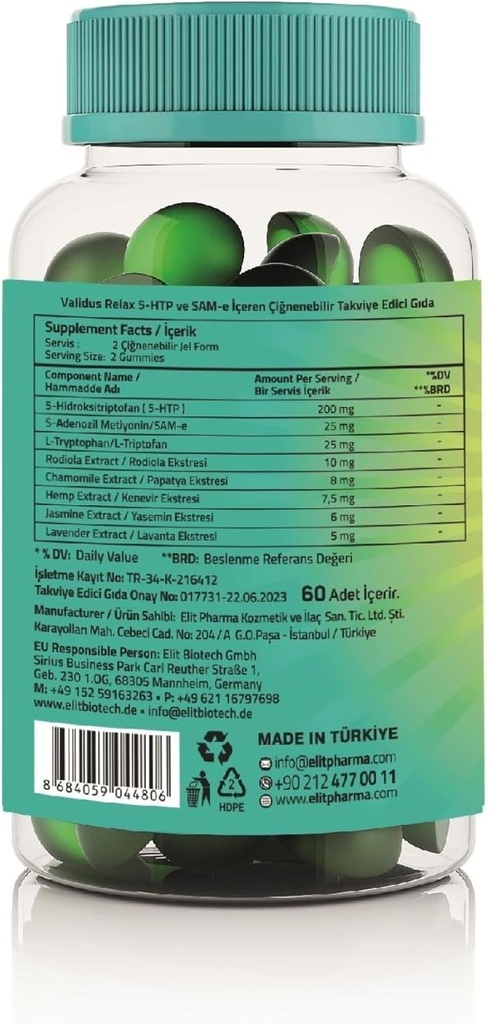 Validus Relax 5-HTP ve SAM-e İçeren Çiğnenebilir Takviye Edici Gıda
Supplement Facts / İçerik
Servis : 2 Çiğnenebilir Jel Form
Serving Size: 2 Gummies
Component Name / Hammadde Adı Amount Per Serving / Bir Servis İçerik *%DV **%BRD
5-Hidroksitriptofan ( 5-HTP ) 200 mg -
S-Adenozil Metiyonin/SAM-e 25 mg -
L-Tryptophan/L-Triptofan 25 mg -
Rodiola Extract / Rodiola Ekstresi 10 mg -
Chamomile Extract / Papatya Ekstresi 8 mg -
Hemp Extract / Kenevir Ekstresi 7,5 mg -
Jasmine Extract / Yasemin Ekstresi 6 mg -
Lavender Extract / Lavanta Ekstresi 5 mg -
* % DV: Daily Value **BRD: Beslenme Referans Değeri
İşletme Kayıt No: TR-34-K-216412
Takviye Edici Gıda Onay No: 017731-22.06.2023 60 Adet İçerir.
Manufacturer / Ürün Sahibi: Elit Pharma Kozmetik ve İlaç San. Tic. Ltd. Şti.
Karayolları Mah. Cebeci Cad. No: 204 / A G.O.Paşa - İstanbul / Türkiye
EU Responsible Person: Elit Biotech Gmbh
Sirius Business Park Carl Reuther Straße 1,
Geb. 230 1.OG, 68305 Mannheim, Germany
M: +49 152 59163263 • P: +49 621 16797698
www.elitbiotech.de • info@elitbiotech.de
8 684059 044806
2
HDPE
MADE IN TÜRKİYE
info@elitpharma.com
+90 212 477 00 11
www.elitpharma.com